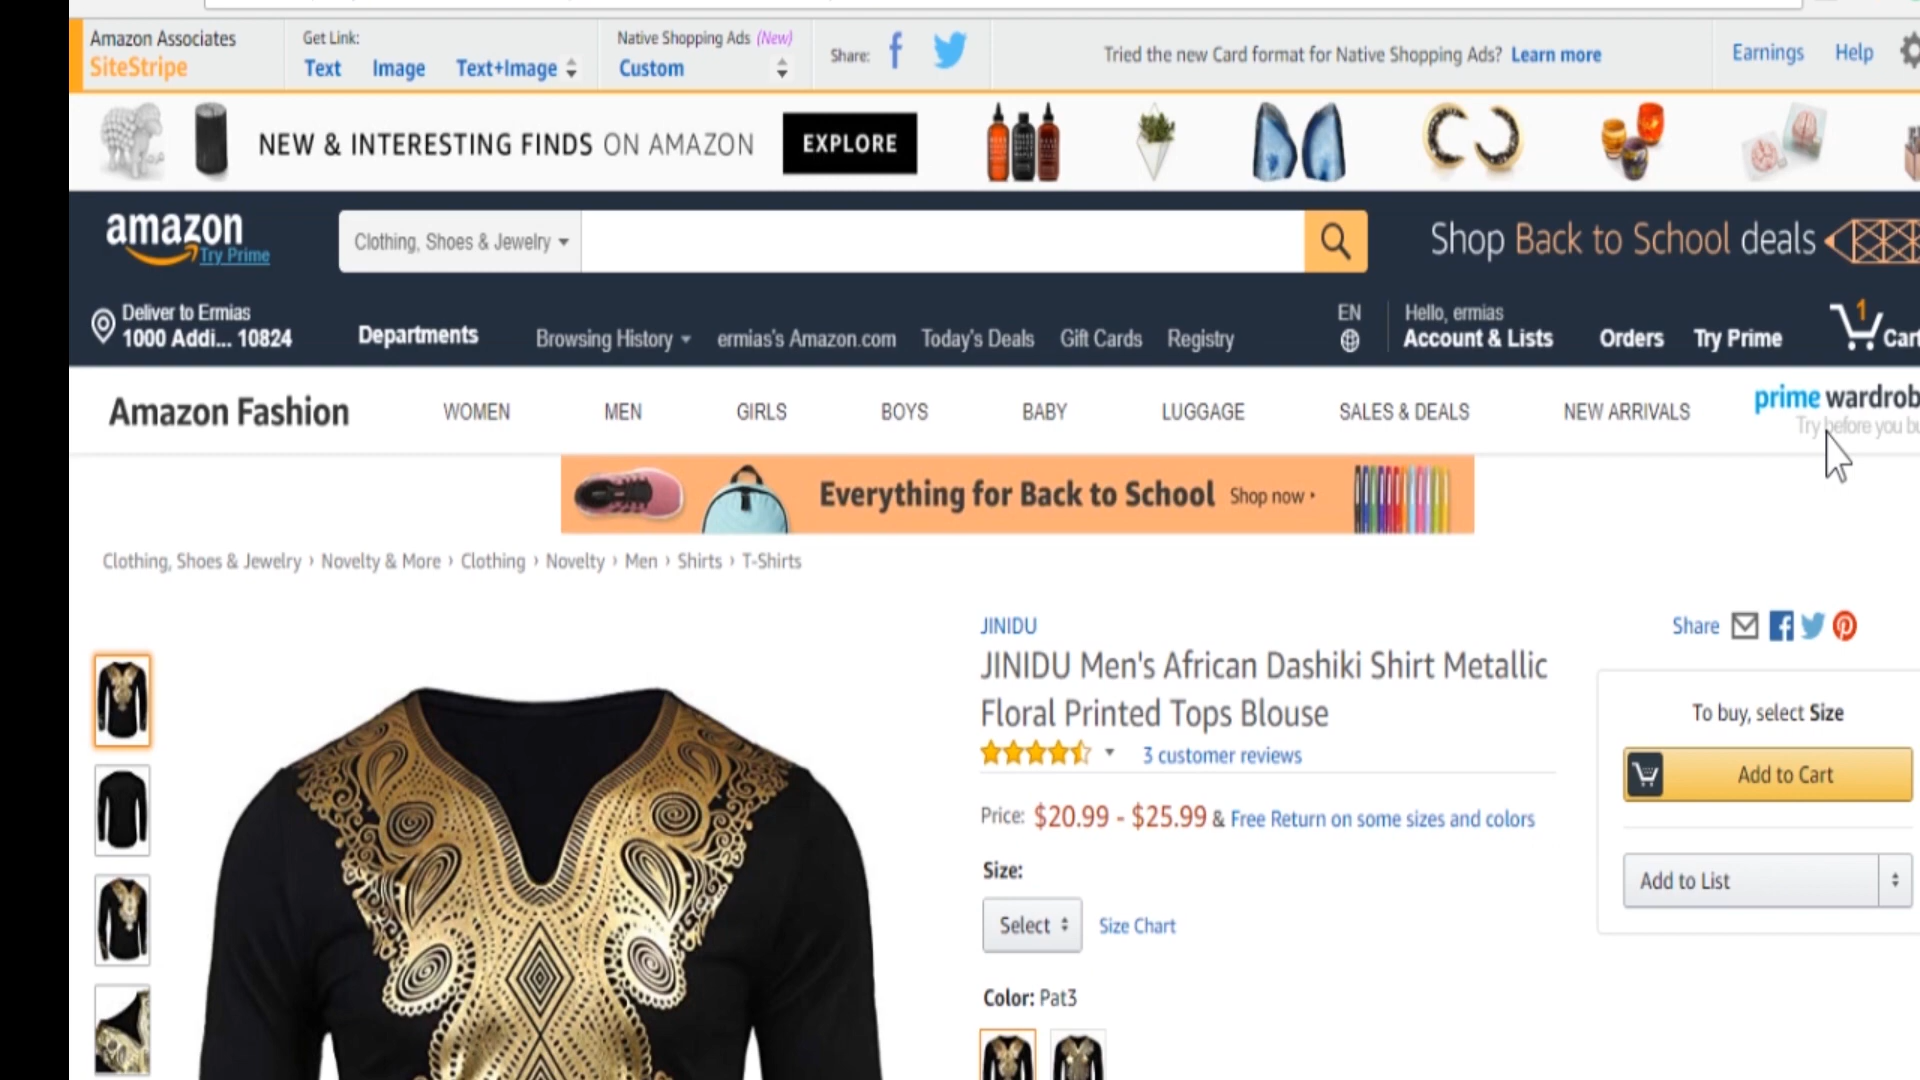 Amazon Associates
SiteStripe
Get Link:
Text Image Text+Image
Native Shopping Ads (New)
Custom
Share:
Tried the new Card format for Native Shopping Ads? Learn more
Earnings Help
NEW & INTERESTING FINDS ON AMAZON EXPLORE
amazon
Try Prime
Clothing, Shoes & Jewelry
Shop Back to School deals
Deliver to Ermias
1000 Addi... 10824
Departments
Browsing History ermias's Amazon.com Today's Deals Gift Cards Registry
EN
Hello, ermias
Account & Lists
Orders Try Prime
1
Cart
Amazon Fashion WOMEN MEN GIRLS BOYS BABY LUGGAGE SALES & DEALS NEW ARRIVALS
prime wardrob
Try before you bu
Everything for Back to School Shop now ›
Clothing, Shoes & Jewelry › Novelty & More › Clothing › Novelty › Men › Shirts › T-Shirts
JINIDU
JINIDU Men's African Dashiki Shirt Metallic
Floral Printed Tops Blouse
3 customer reviews
Price: $20.99 - $25.99 & Free Return on some sizes and colors
Size:
Select Size Chart
Color: Pat3
Share
To buy, select Size
Add to Cart
Add to List